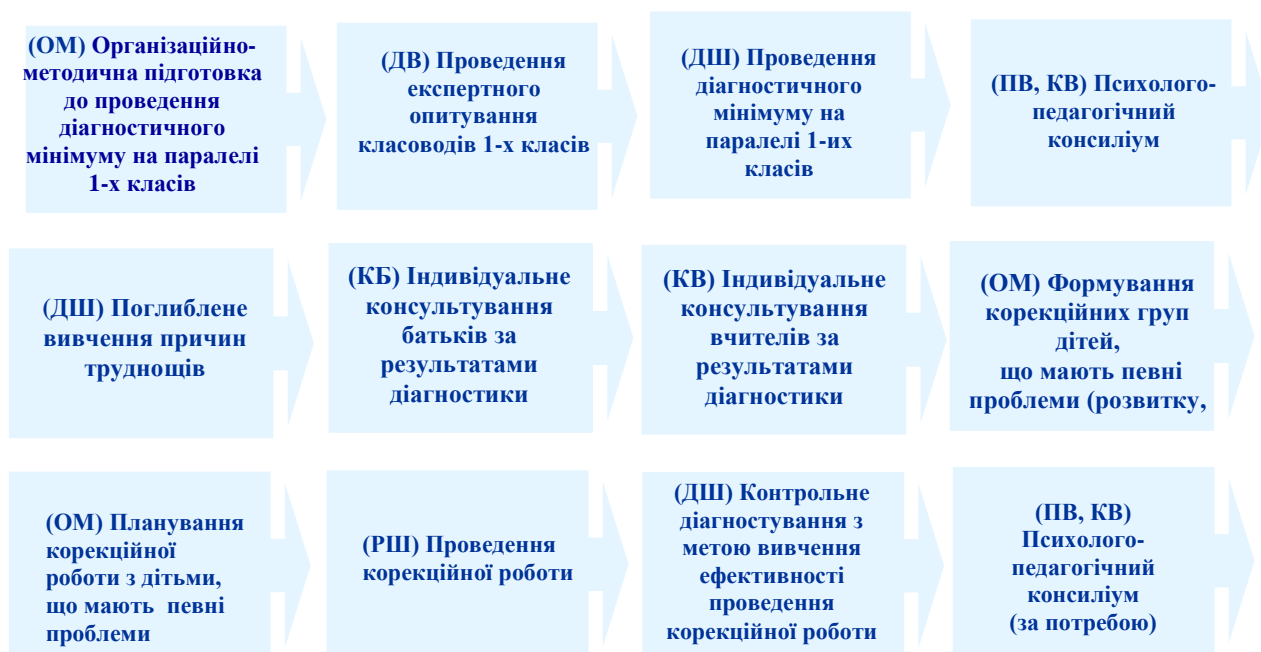 (ОМ) Організаційно-
методична підготовка
до проведення
діагностичного
мінімуму на паралелі
1-х класів
(ДВ) Проведення
експертного
опитування
класоводів 1-х класів
(ДШ) Проведення
діагностичного
мінімуму на
паралелі 1-их
класів
(ПВ, КВ) Психолого-
педагогічний
консиліум
(ДШ) Поглиблене
вивчення причин
труднощів
(КБ) Індивідуальне
консультування
батьків за
результатами
діагностики
(КВ) Індивідуальне
консультування
вчителів за
результатами
діагностики
(ОМ) Формування
корекційних груп
дітей,
що мають певні
проблеми (розвитку,
(ОМ) Планування
корекційної
роботи з дітьми,
що мають певні
проблеми
(РШ) Проведення
корекційної роботи
(ДШ) Контрольне
діагностування з
метою вивчення
ефективності
проведення
корекційної роботи
(ПВ, КВ)
Психолого-
педагогічний
консиліум
(за потребою)